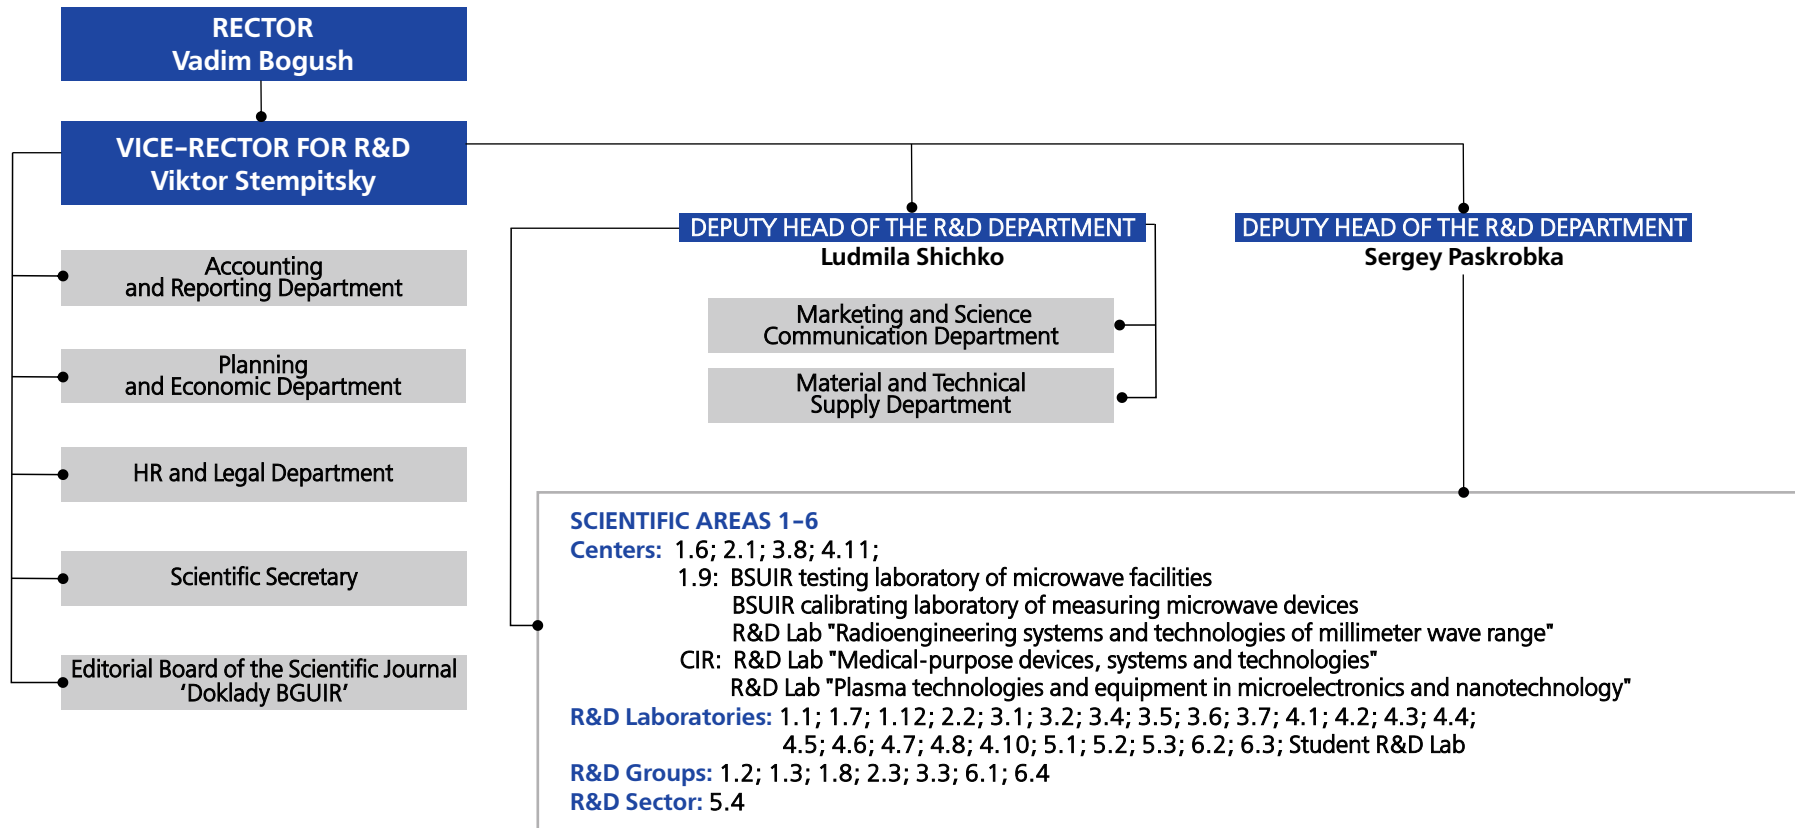 RECTOR
Vadim Bogush
VICE-RECTOR FOR R&D
Viktor Stempitsky
Accounting
and Reporting Department
Planning
and Economic Department
HR and Legal Department
Scientific Secretary
Editorial Board of the Scientific Journal
‘Doklady BGUIR’
DEPUTY HEAD OF THE R&D DEPARTMENT
Ludmila Shichko
Marketing and Science
Communication Department
Material and Technical
Supply Department
DEPUTY HEAD OF THE R&D DEPARTMENT
Sergey Paskrobka
SCIENTIFIC AREAS 1-6
Centers: 1.6; 2.1; 3.8; 4.11;
1.9: BSUIR testing laboratory of microwave facilities
BSUIR calibrating laboratory of measuring microwave devices
R&D Lab "Radioengineering systems and technologies of millimeter wave range"
CIR: R&D Lab "Medical-purpose devices, systems and technologies"
R&D Lab "Plasma technologies and equipment in microelectronics and nanotechnology"
R&D Laboratories: 1.1; 1.7; 1.12; 2.2; 3.1; 3.2; 3.4; 3.5; 3.6; 3.7; 4.1; 4.2; 4.3; 4.4;
4.5; 4.6; 4.7; 4.8; 4.10; 5.1; 5.2; 5.3; 6.2; 6.3; Student R&D Lab
R&D Groups: 1.2; 1.3; 1.8; 2.3; 3.3; 6.1; 6.4
R&D Sector: 5.4